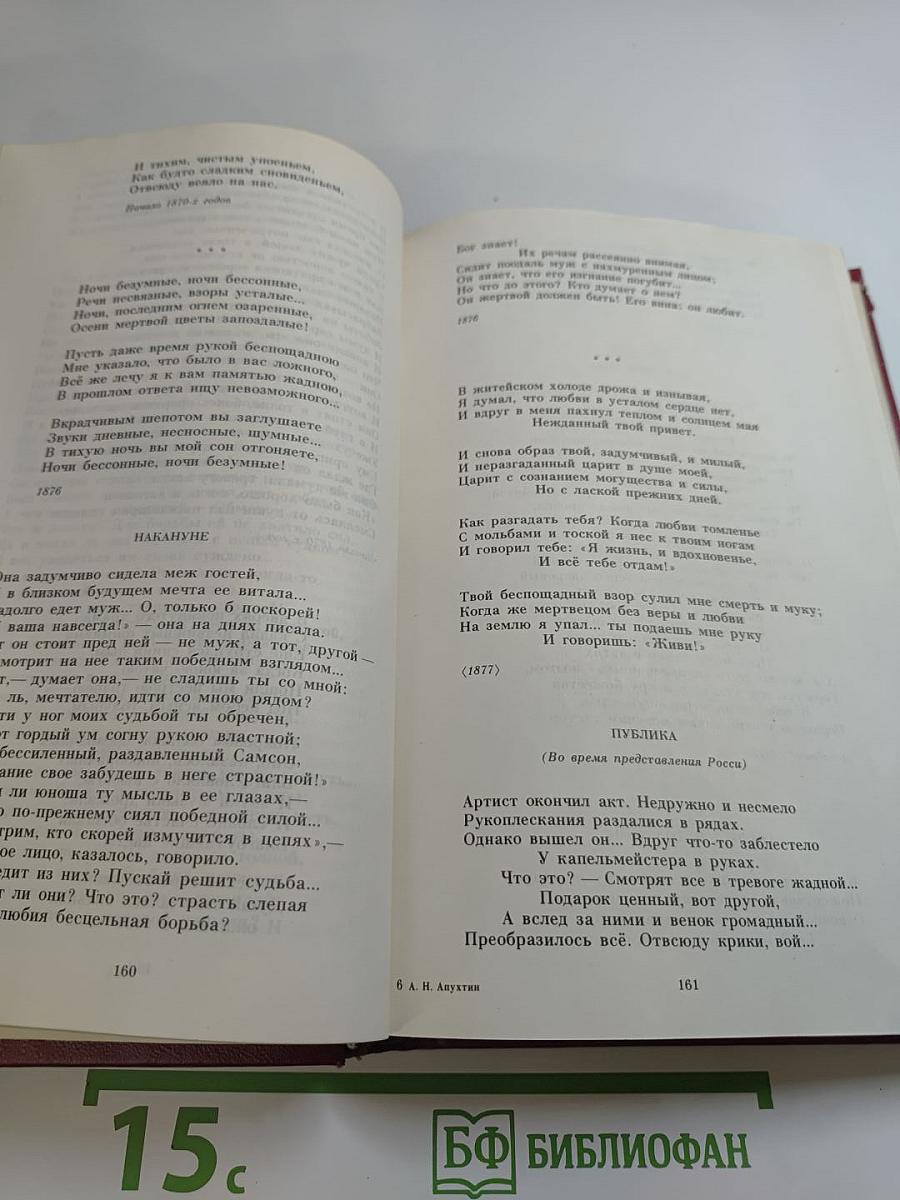 И тихим, чистым упоеньем,
Как будто сладким сновиденьем,
Отвсюду веяло на нас.
Начало 1870-х годов
* * *
Ночи безумные, ночи бессонные,
Речи несвязные, взоры усталые...
Ночи, последним огнем озаренные,
Осени мертвой цветы запоздалые!
Пусть даже время рукой беспощадною
Мне указало, что было в вас ложного,
Всё же лечу я к вам памятью жадною,
В прошлом ответа ищу невозможного...
Вкрадчивым шепотом вы заглушаете
Звуки дневные, несносные, шумные...
В тихую ночь вы мой сон отгоняете,
Ночи бессонные, ночи безумные!
1876
НАКАНУНЕ
Она задумчиво сидела меж гостей,
в близком будущем мечта ее витала...
адолго едет муж... О, только б поскорей!
ваша навсегда!» — она на днях писала.
т он стоит пред ней — не муж, а тот, другой —
мотрит на нее таким победным взглядом...
т,— думает она,— не сладишь ты со мной:
ль, мечтателю, идти со мною рядом?
ти у ног моих судьбой ты обречен,
от гордый ум согну рукою властной;
бессиленный, раздавленный Самсон,
ание свое забудешь в неге страстной!»
и ли юноша ту мысль в ее глазах,—
о по-прежнему сиял победной силой...
трим, кто скорей измучится в цепях»,—
ое лицо, казалось, говорило.
едит из них? Пускай решит судьба...
т ли они? Что это? страсть слепая
любия бесцельная борьба?
160
Бог знает!
Их речам рассеянно внимая,
Сидит поодаль муж с нахмуренным лицом;
Он знает, что его изгнание погубит...
Но что до этого? Кто думает о нем?
Он жертвой должен быть! Его вина: он любит.
1876
* * *
В житейском холоде дрожа и изнывая,
Я думал, что любви в усталом сердце нет,
И вдруг в меня пахнул теплом и солнцем мая
Нежданный твой привет.
И снова образ твой, задумчивый, и милый,
И неразгаданный царит в душе моей,
Царит с сознанием могущества и силы,
Но с лаской прежних дней.
Как разгадать тебя? Когда любви томленье
С мольбами и тоской я нес к твоим ногам
И говорил тебе: «Я жизнь, и вдохновенье,
И всё тебе отдам!»
Твой беспощадный взор сулил мне смерть и муку;
Когда же мертвецом без веры и любви
На землю я упал... ты подаешь мне руку
И говоришь: «Живи!»
⟨1877⟩
ПУБЛИКА
(Во время представления Росси)
Артист окончил акт. Недружно и несмело
Рукоплескания раздалися в рядах.
Однако вышел он... Вдруг что-то заблестело
У капельмейстера в руках.
Что это? — Смотрят все в тревоге жадной...
Подарок ценный, вот другой,
А вслед за ними и венок громадный...
Преобразилось всё. Отвсюду крики, вой...
6 А. Н. Апухтин
161
15 с
БФ БИБЛИОФАН